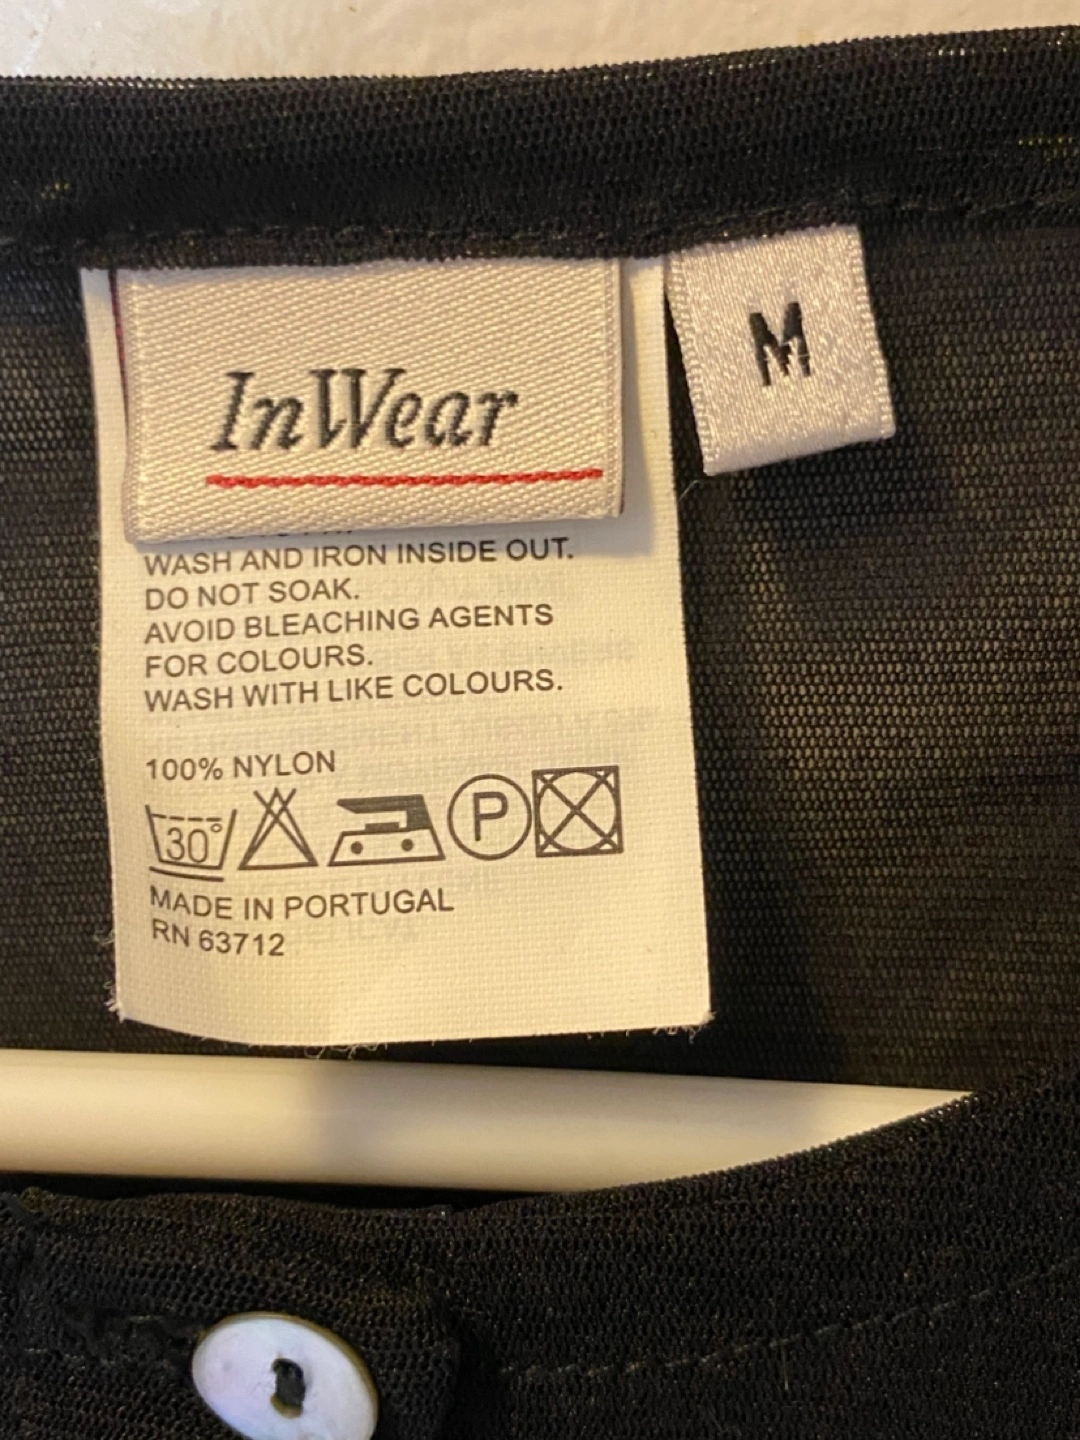 InWear
M
WASH AND IRON INSIDE OUT.
DO NOT SOAK.
AVOID BLEACHING AGENTS
FOR COLOURS.
WASH WITH LIKE COLOURS.
100% NYLON
30°
P
MADE IN PORTUGAL
RN 63712